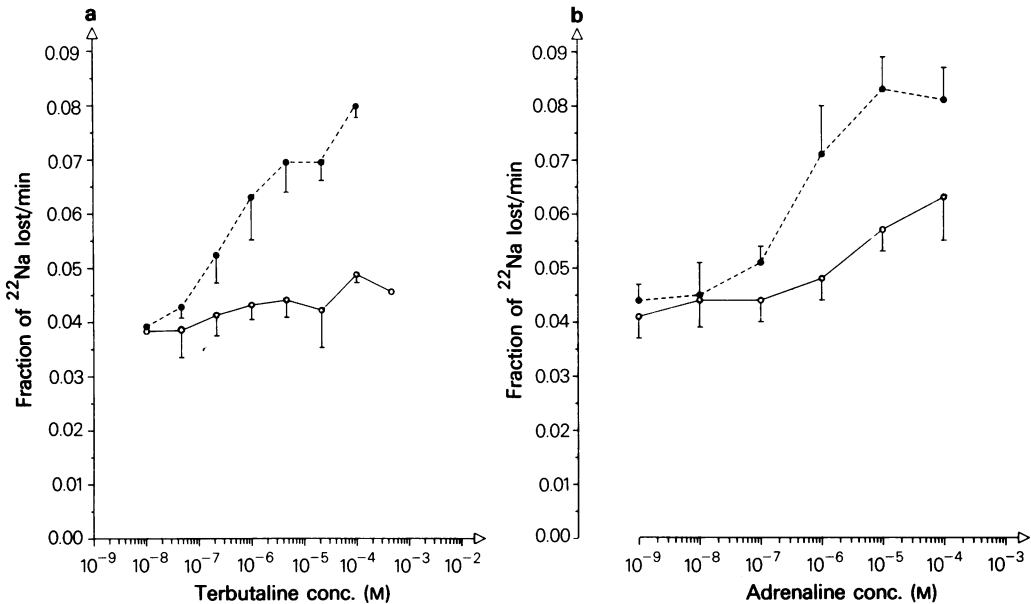 a
0.09
0.08
0.07
0.06
0.05
0.04
0.03
0.02
0.01
0.00
Fraction of ²²Na lost/min
10⁻⁹ 10⁻⁸ 10⁻⁷ 10⁻⁶ 10⁻⁵ 10⁻⁴ 10⁻³ 10⁻²
Terbutaline conc. (M)
b
0.09
0.08
0.07
0.06
0.05
0.04
0.03
0.02
0.01
0.00
Fraction of ²²Na lost/min
10⁻⁹ 10⁻⁸ 10⁻⁷ 10⁻⁶ 10⁻⁵ 10⁻⁴ 10⁻³
Adrenaline conc. (M)